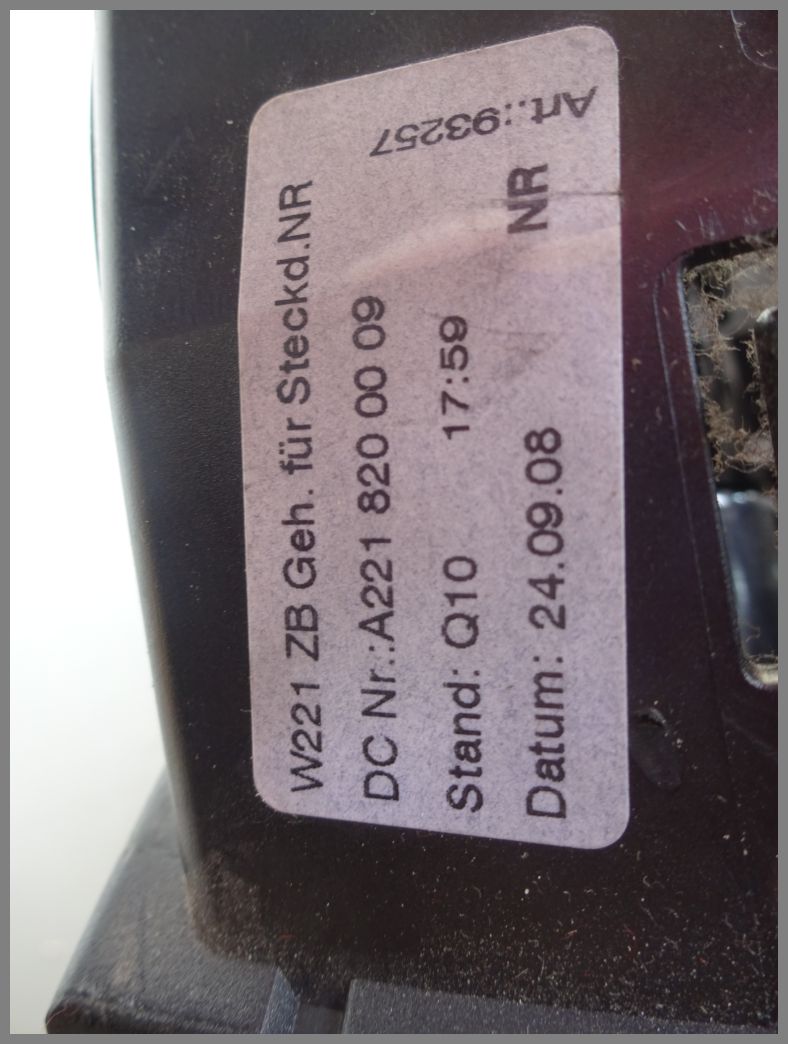 W221 ZB Geh. für Steckd.NR
DC Nr.:A221 820 00 09
Stand: Q10 17:59
Datum: 24.09.08 NR
Art.:93257